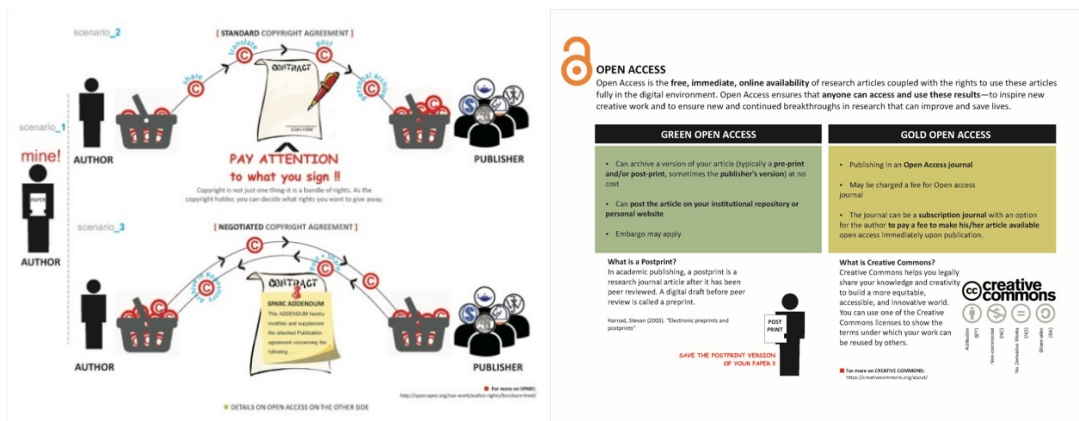 scenario_2
[ STANDARD COPYRIGHT AGREEMENT ]
share
translate
post
personal archive
CONTRACT
SIGN HERE
AUTHOR
PUBLISHER
PAY ATTENTION
to what you sign !!
Copyright is not just one thing-it is a bundle of rights. As the
copyright holder, you can decide what rights you want to give away.
scenario_1
mine!
PAPER
AUTHOR
scenario_3
[ NEGOTIATED COPYRIGHT AGREEMENT ]
CONTRACT
SPARC ADDENDUM
This ADDENDUM hereby
modifies and supplement
the attached Publication
agreement concerning the
following......
AUTHOR
PUBLISHER
For more on SPARC:
DETAILS ON OPEN ACCESS ON THE OTHER SIDE
OPEN ACCESS
Open Access is the free, immediate, online availability of research articles coupled with the rights to use these articles
fully in the digital environment. Open Access ensures that anyone can access and use these results—to inspire new
creative work and to ensure new and continued breakthroughs in research that can improve and save lives.
GREEN OPEN ACCESS
• Can archive a version of your article (typically a pre-print
and/or post-print, sometimes the publisher's version) at no
cost
• Can post the article on your institutional repository or
personal website
• Embargo may apply
GOLD OPEN ACCESS
• Publishing in an Open Access journal
• May be charged a fee for Open access
journal
• The journal can be a subscription journal with an option
for the author to pay a fee to make his/her article available
open access immediately upon publication.
What is a Postprint?
In academic publishing, a postprint is a
research journal article after it has been
peer reviewed. A digital draft before peer
review is called a preprint.
Harnad, Stevan (2003). "Electronic preprints and
postprints"
POST
PRINT
SAVE THE POSTPRINT VERSION
OF YOUR PAPER !!
What is Creative Commons?
Creative Commons helps you legally
share your knowledge and creativity
to build a more equitable,
accessible, and innovative world.
You can use one of the Creative
Commons licenses to show the
terms under which your work can
be reused by others.
cc creative
commons
Attribution
(BY)
Non-commercial
(NC)
No Derivative Works
(ND)
Share-alike
(SA)
For more on CREATIVE COMMONS:
https://creativecommons.org/about/